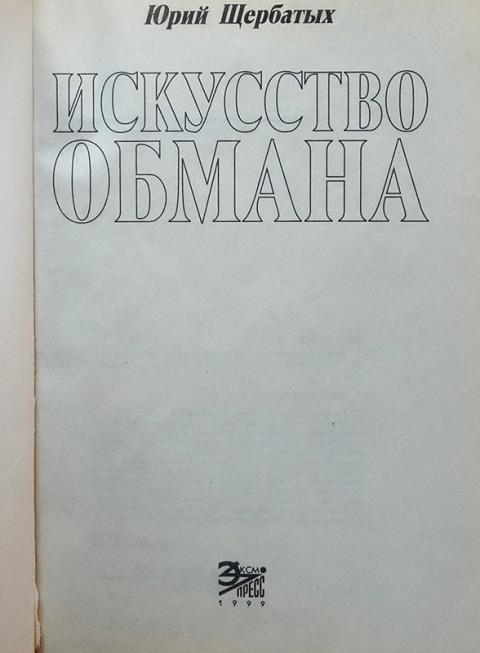 Юрий Щербатых
ИСКУССТВО
ОБМАНА
ЭКСМО
ПРЕСС
1999